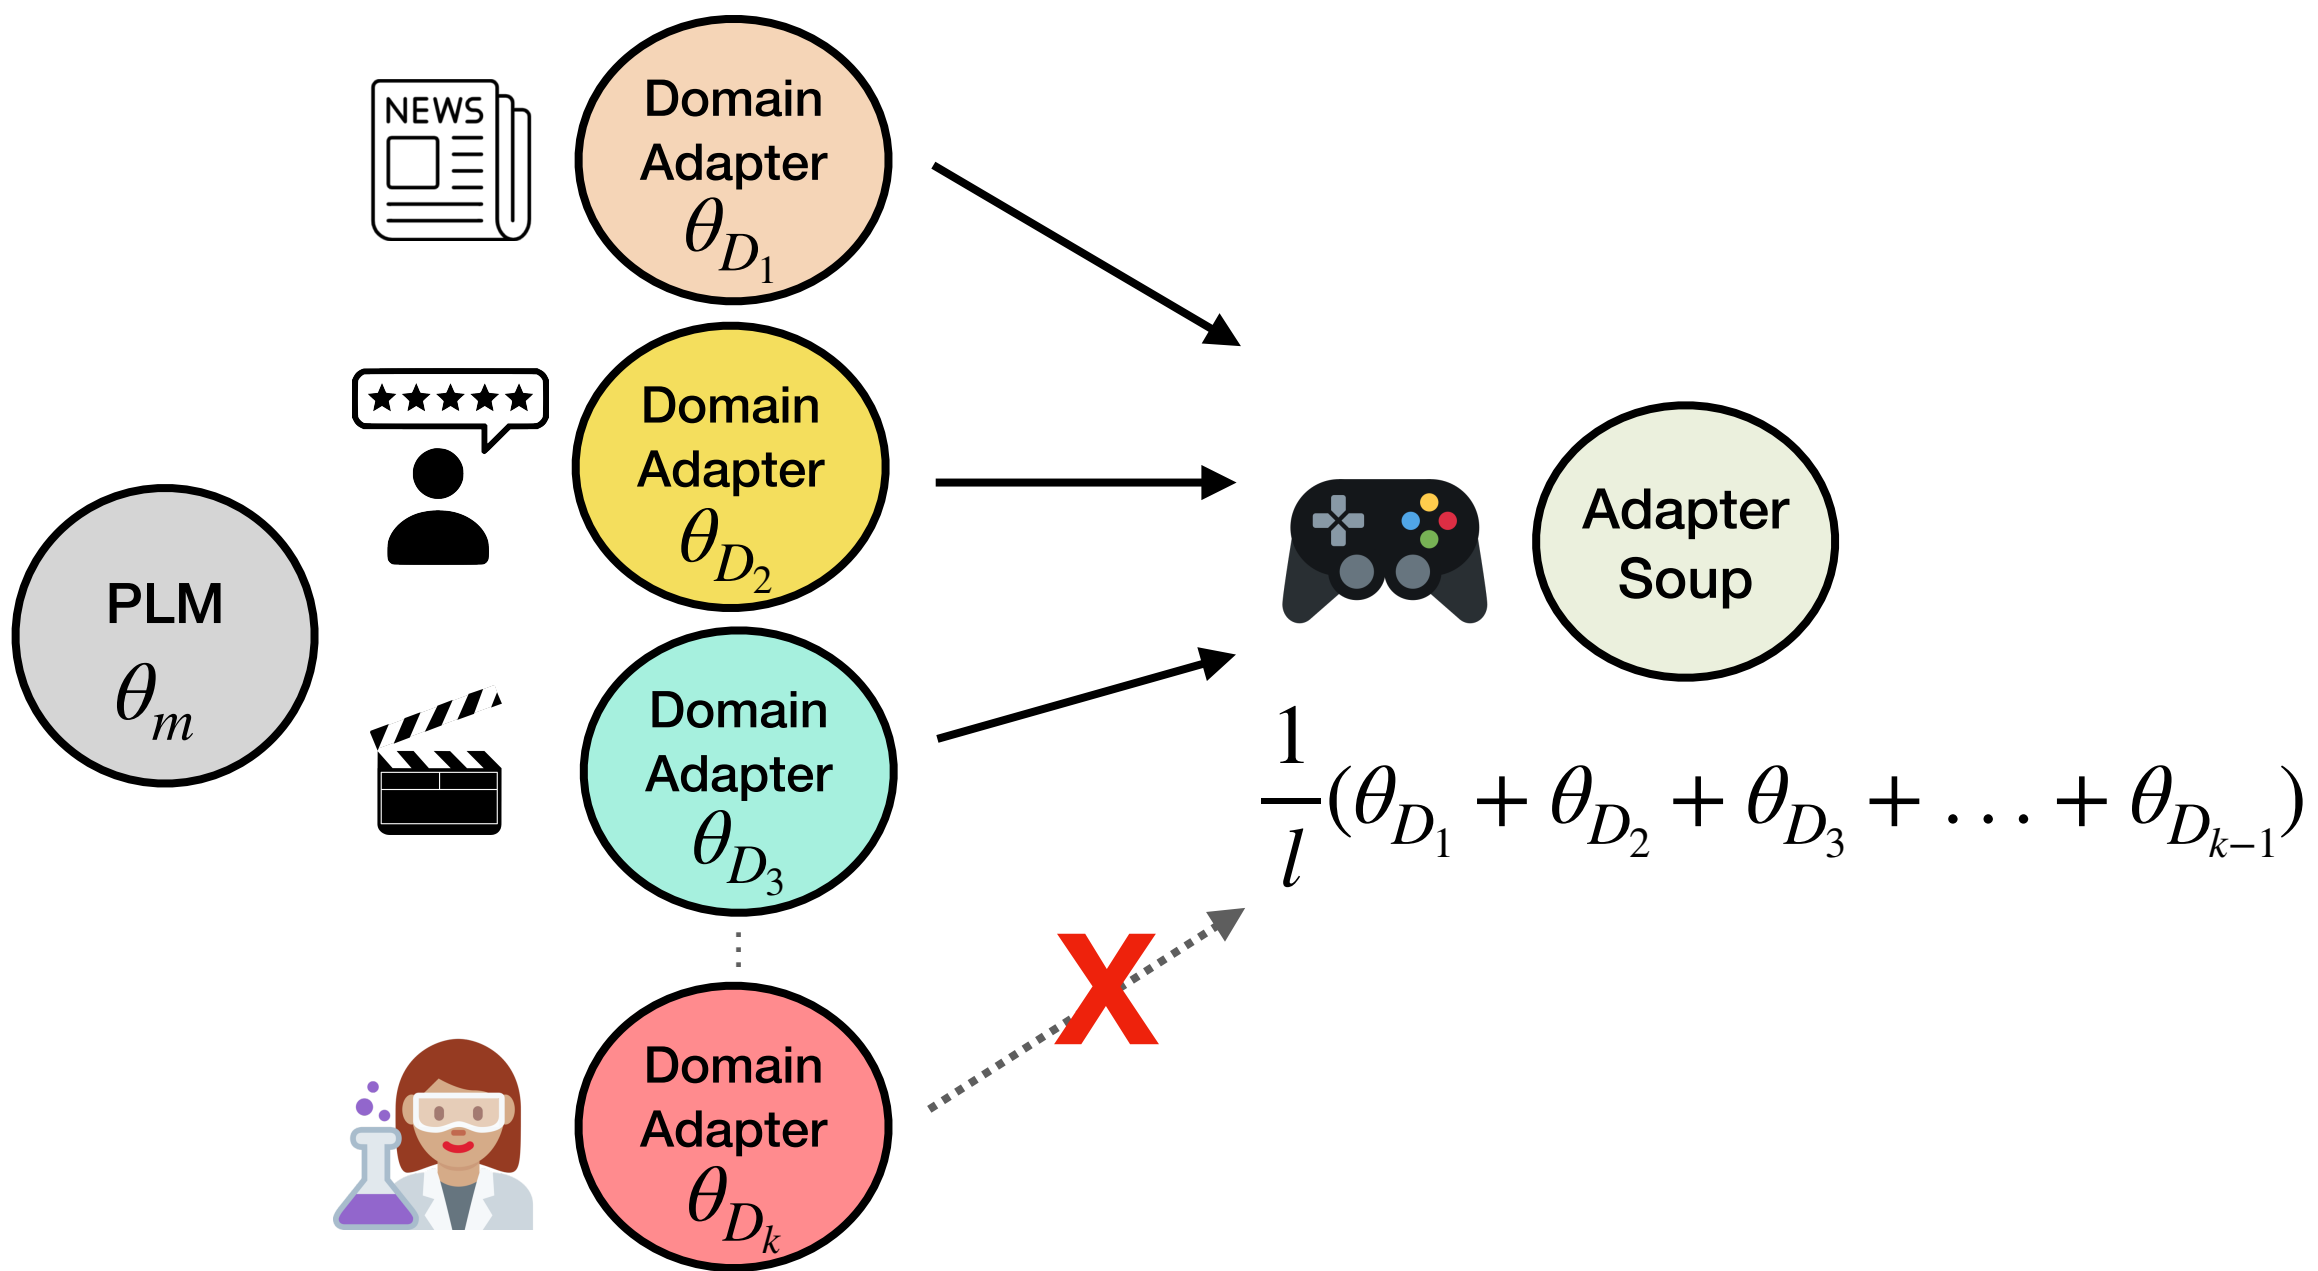 NEWS
Domain
Adapter
θ_{D_1}
Domain
Adapter
θ_{D_2}
PLM
θ_m
Domain
Adapter
θ_{D_3}
Domain
Adapter
θ_{D_k}
Adapter
Soup
\frac{1}{l}(θ_{D_1} + θ_{D_2} + θ_{D_3} + … + θ_{D_{k−1}})
X